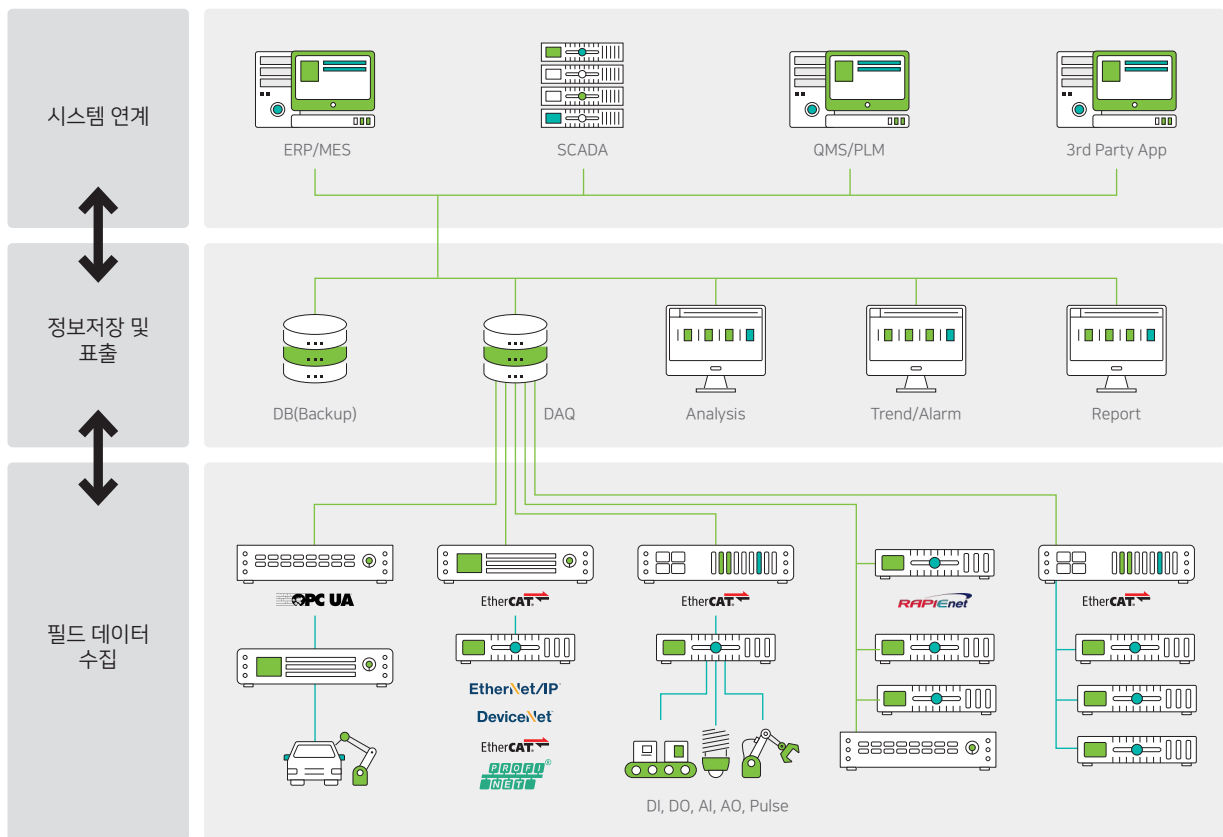 시스템 연계
ERP/MES
SCADA
QMS/PLM
3rd Party App
정보저장 및
표출
DB(Backup)
DAQ
Analysis
Trend/Alarm
Report
필드 데이터
수집
OPC UA
EtherCAT
EtherCAT
RAPIEnet
EtherCAT
EtherNet/IP
DeviceNet
EtherCAT
PROFI®
NET
DI, DO, AI, AO, Pulse